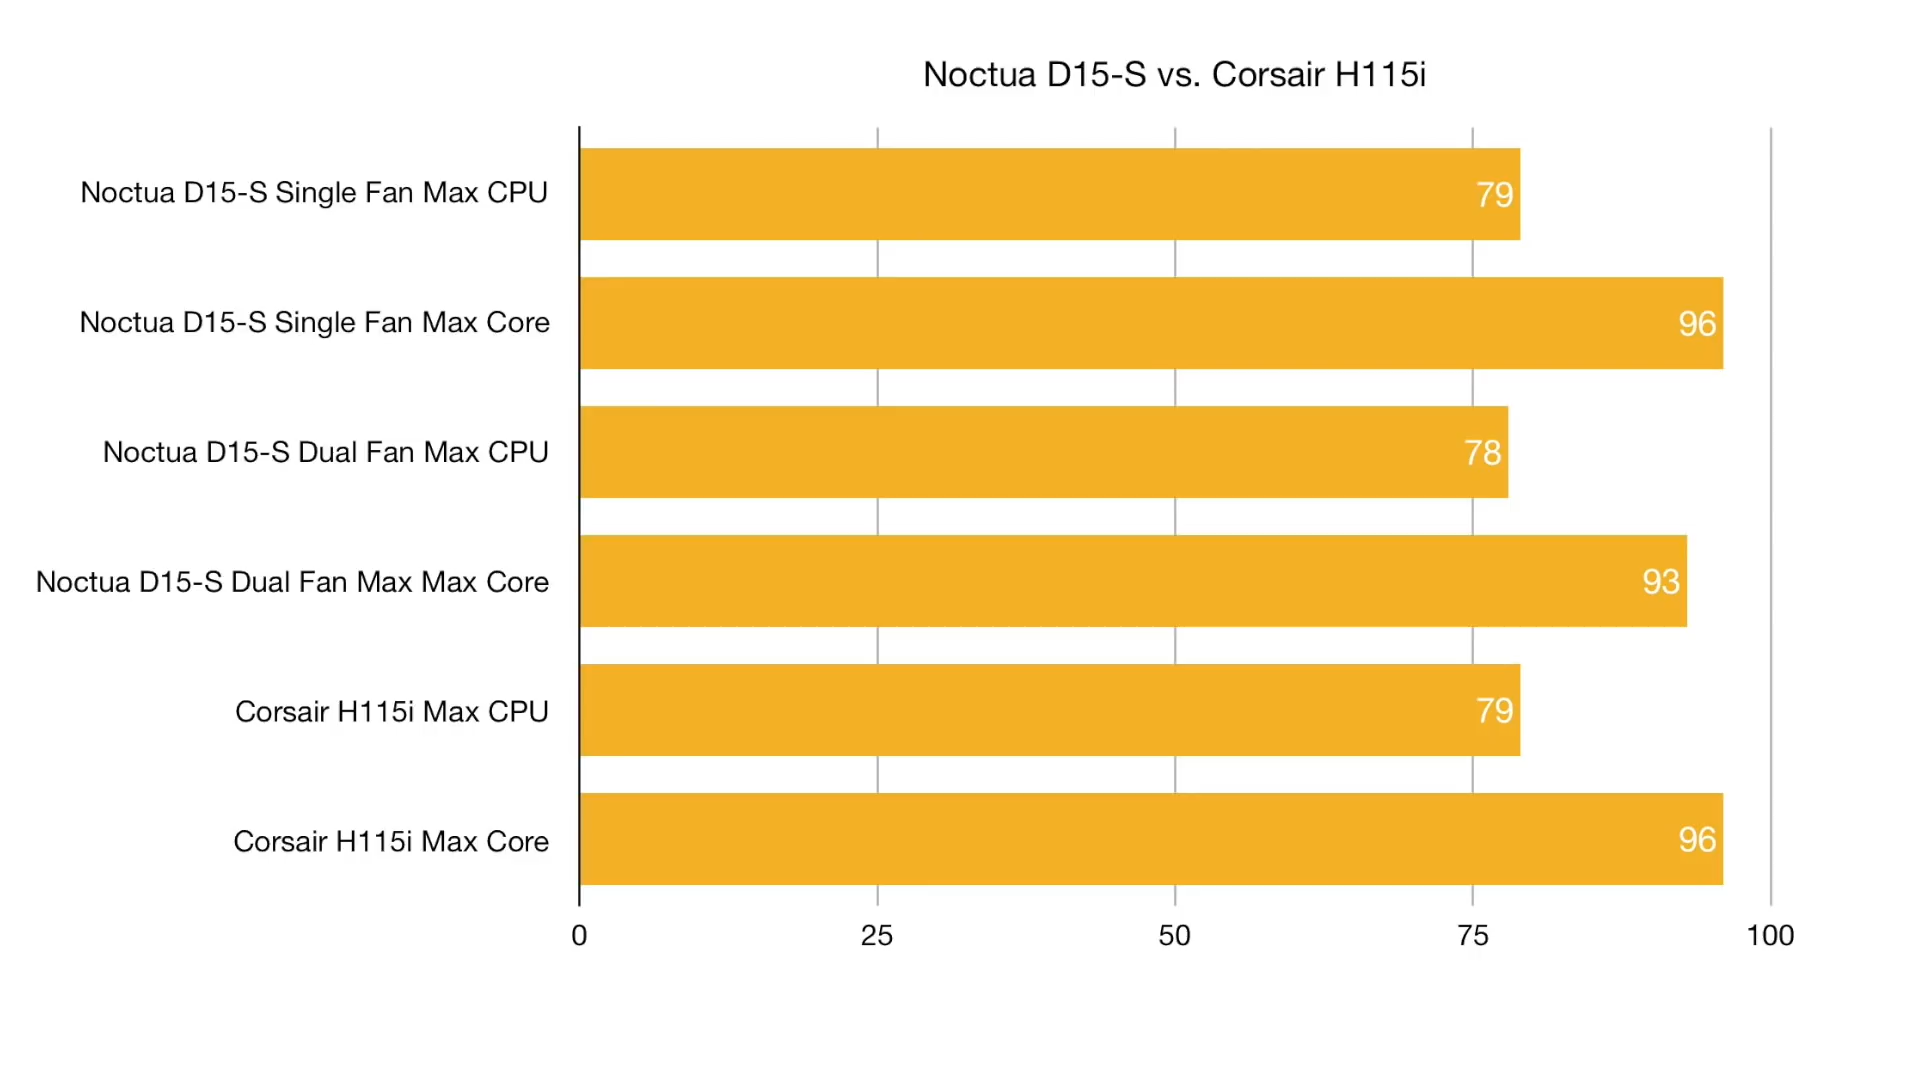 Noctua D15-S vs. Corsair H115i
Noctua D15-S Single Fan Max CPU
79
Noctua D15-S Single Fan Max Core
96
Noctua D15-S Dual Fan Max CPU
78
Noctua D15-S Dual Fan Max Max Core
93
Corsair H115i Max CPU
79
Corsair H115i Max Core
96
0 25 50 75 100